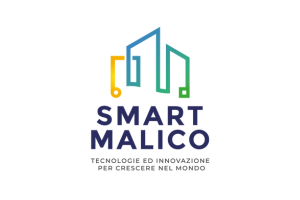 SMART
MALICO
TECNOLOGIE ED INNOVAZIONE
PER CRESCERE NEL MONDO